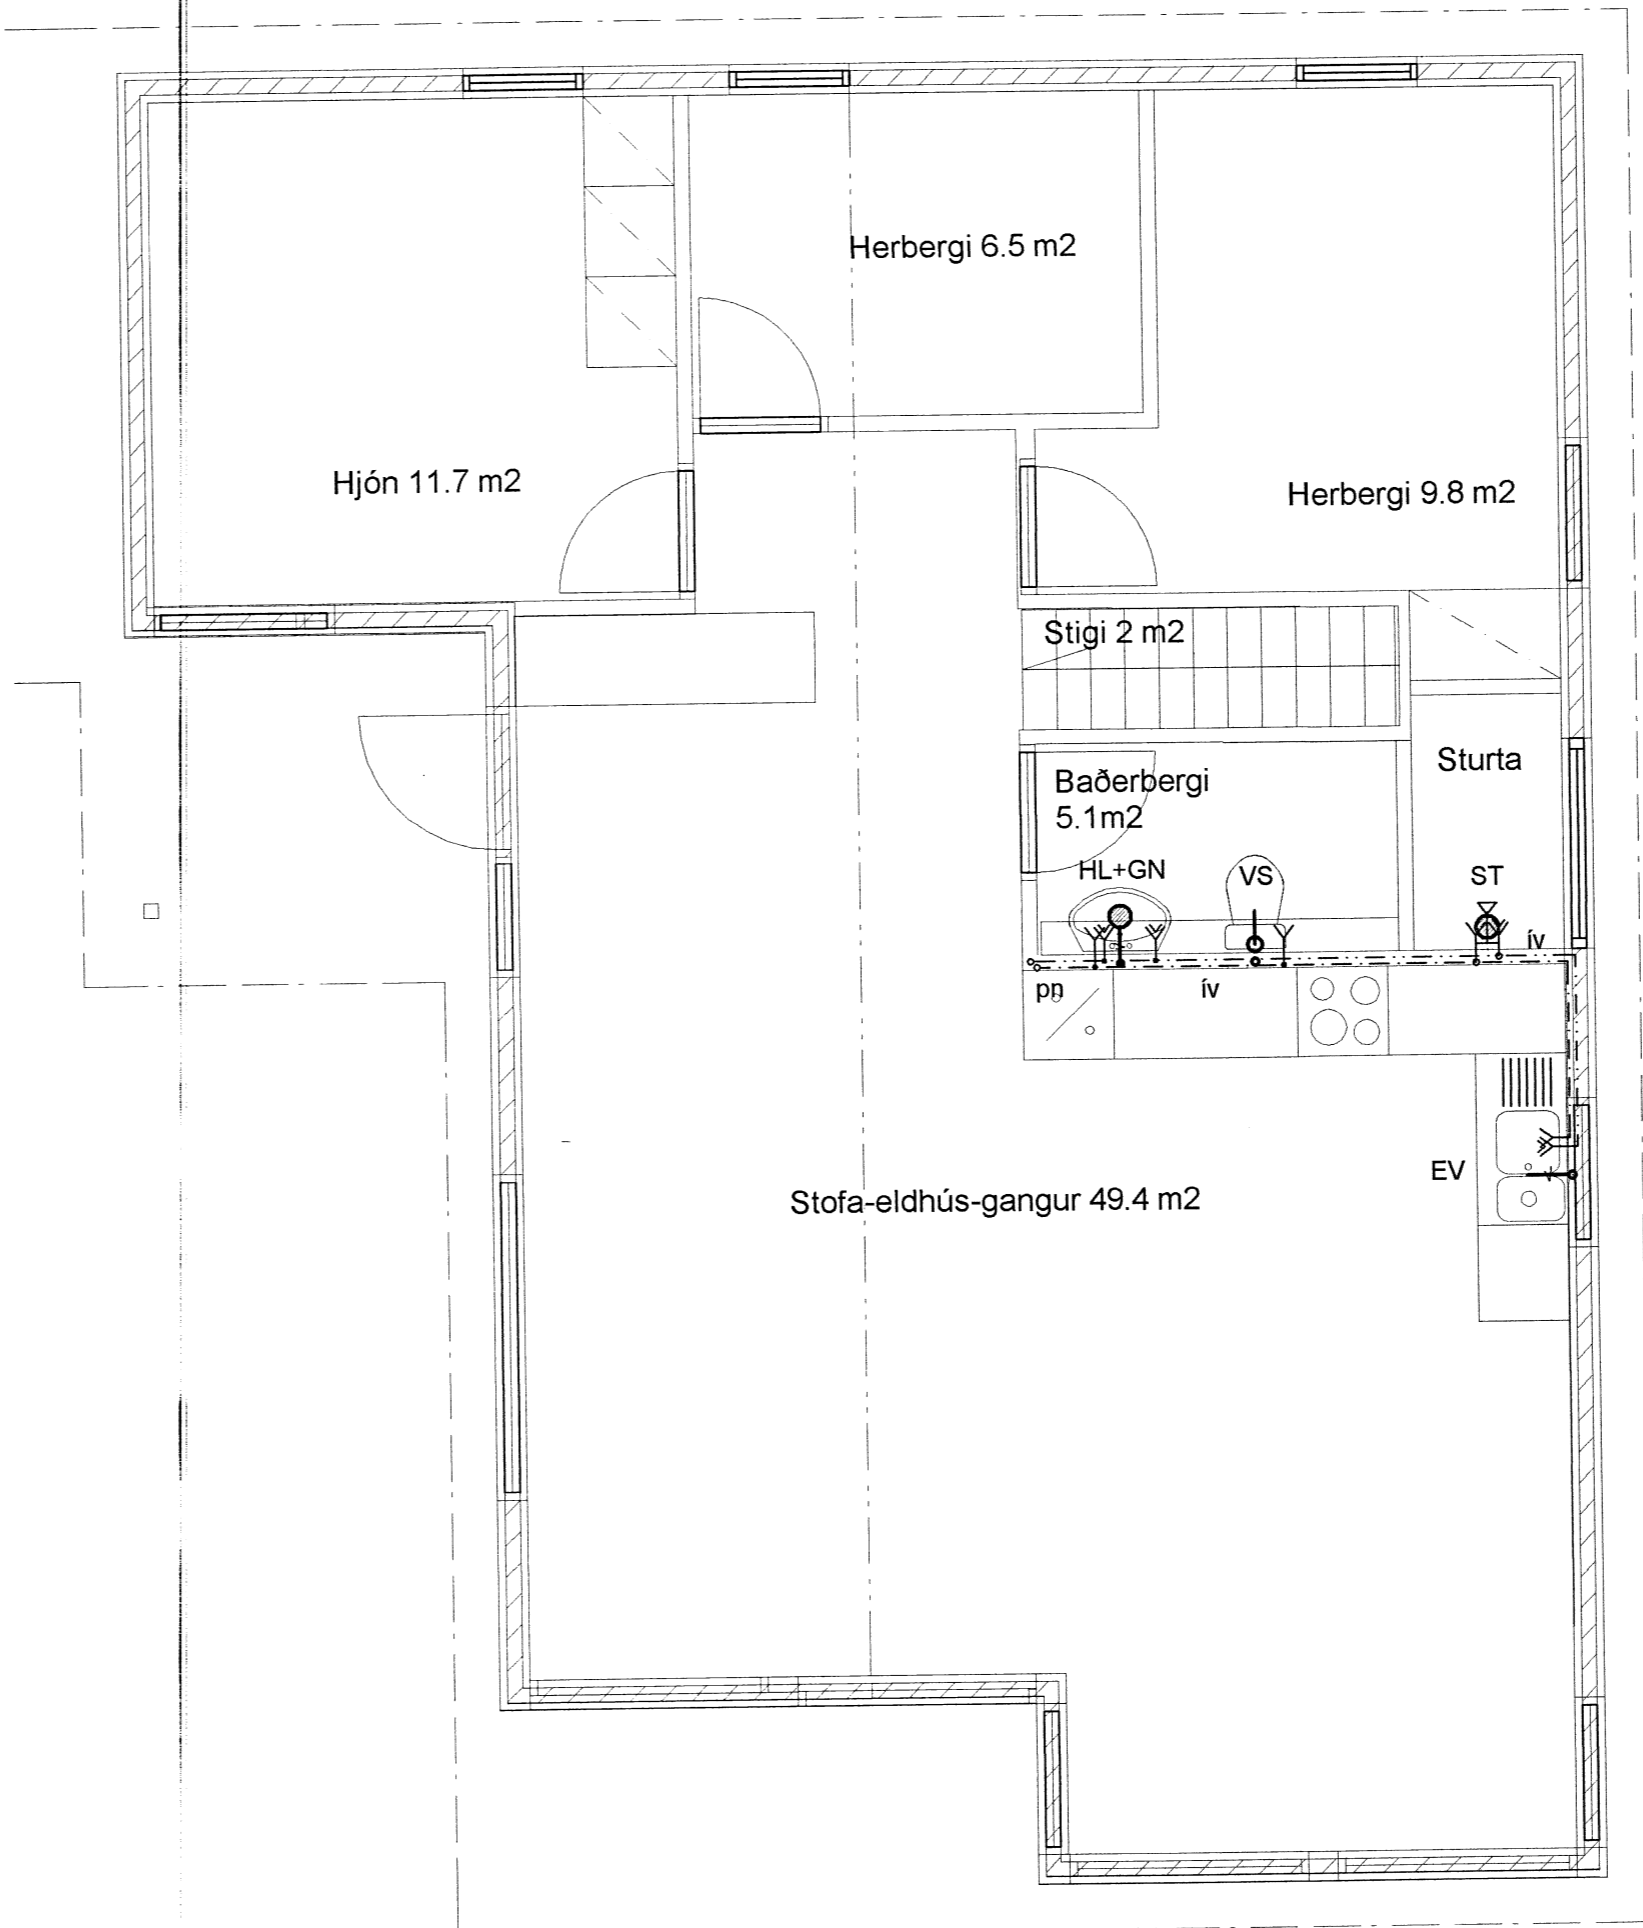 Herbergi 6.5 m2
Hjón 11.7 m2
Herbergi 9.8 m2
Stigi 2 m2
Sturta
Baðerbergi
5.1m2
HL+GN
VS
ST
ív
pn
ív
EV
Stofa-eldhús-gangur 49.4 m2